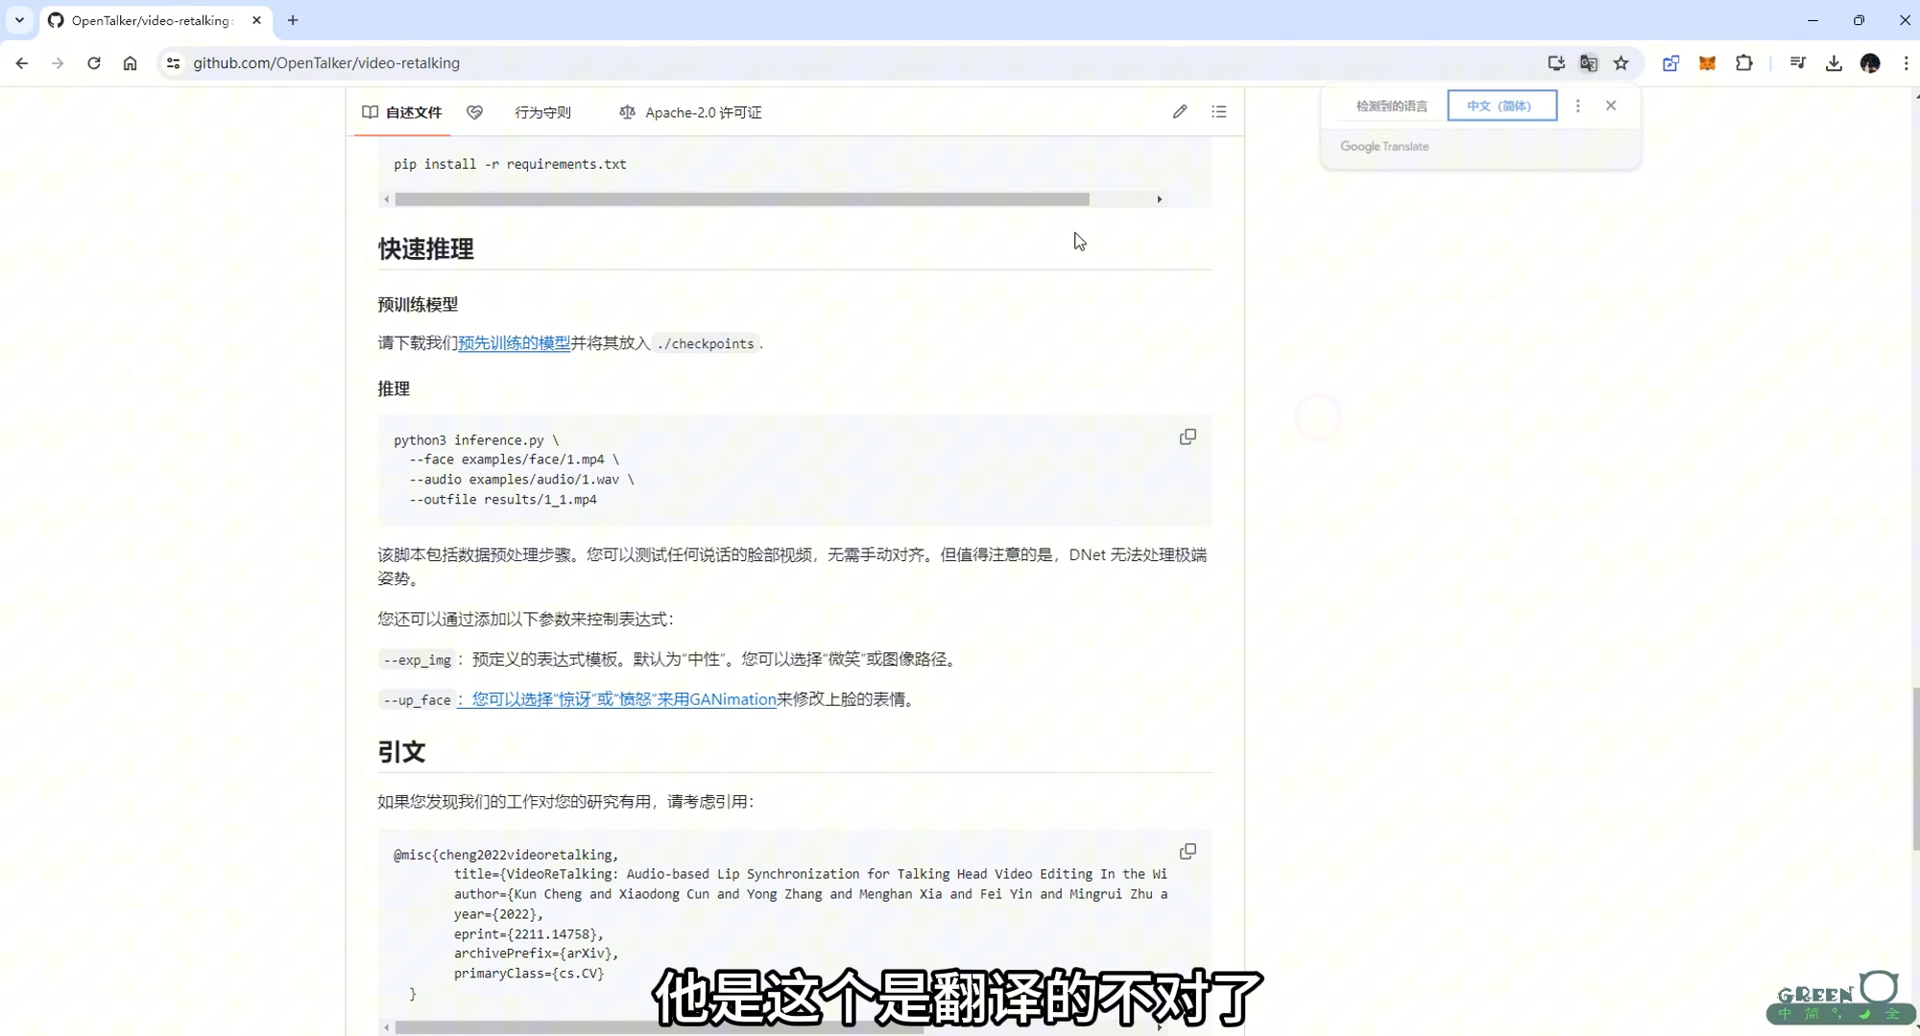 OpenTalker/video-retalking:
github.com/OpenTalker/video-retalking
自述文件
行为守则
Apache-2.0 许可证
检测到的语言
中文（简体）
Google Translate
pip install -r requirements.txt
快速推理
预训练模型
请下载我们预先训练的模型并将其放入 ./checkpoints .
推理
python3 inference.py \
--face examples/face/1.mp4 \
--audio examples/audio/1.wav \
--outfile results/1_1.mp4
该脚本包括数据预处理步骤。您可以测试任何说话的脸部视频，无需手动对齐。但值得注意的是，DNet 无法处理极端
姿势。
您还可以通过添加以下参数来控制表达式：
--exp_img ：预定义的表达式模板。默认为“中性”。您可以选择“微笑”或图像路径。
--up_face ：您可以选择“惊讶”或“愤怒”来用GANimation来修改上脸的表情。
引文
如果您发现我们的工作对您的研究有用，请考虑引用：
@misc{cheng2022videoretalking,
title={VideoReTalking: Audio-based Lip Synchronization for Talking Head Video Editing In the Wi
author={Kun Cheng and Xiaodong Cun and Yong Zhang and Menghan Xia and Fei Yin and Mingrui Zhu a
year={2022},
eprint={2211.14758},
archivePrefix={arXiv},
primaryClass={cs.CV}
}
他是这个是翻译的不对了
GREEN
中 简 °, 全